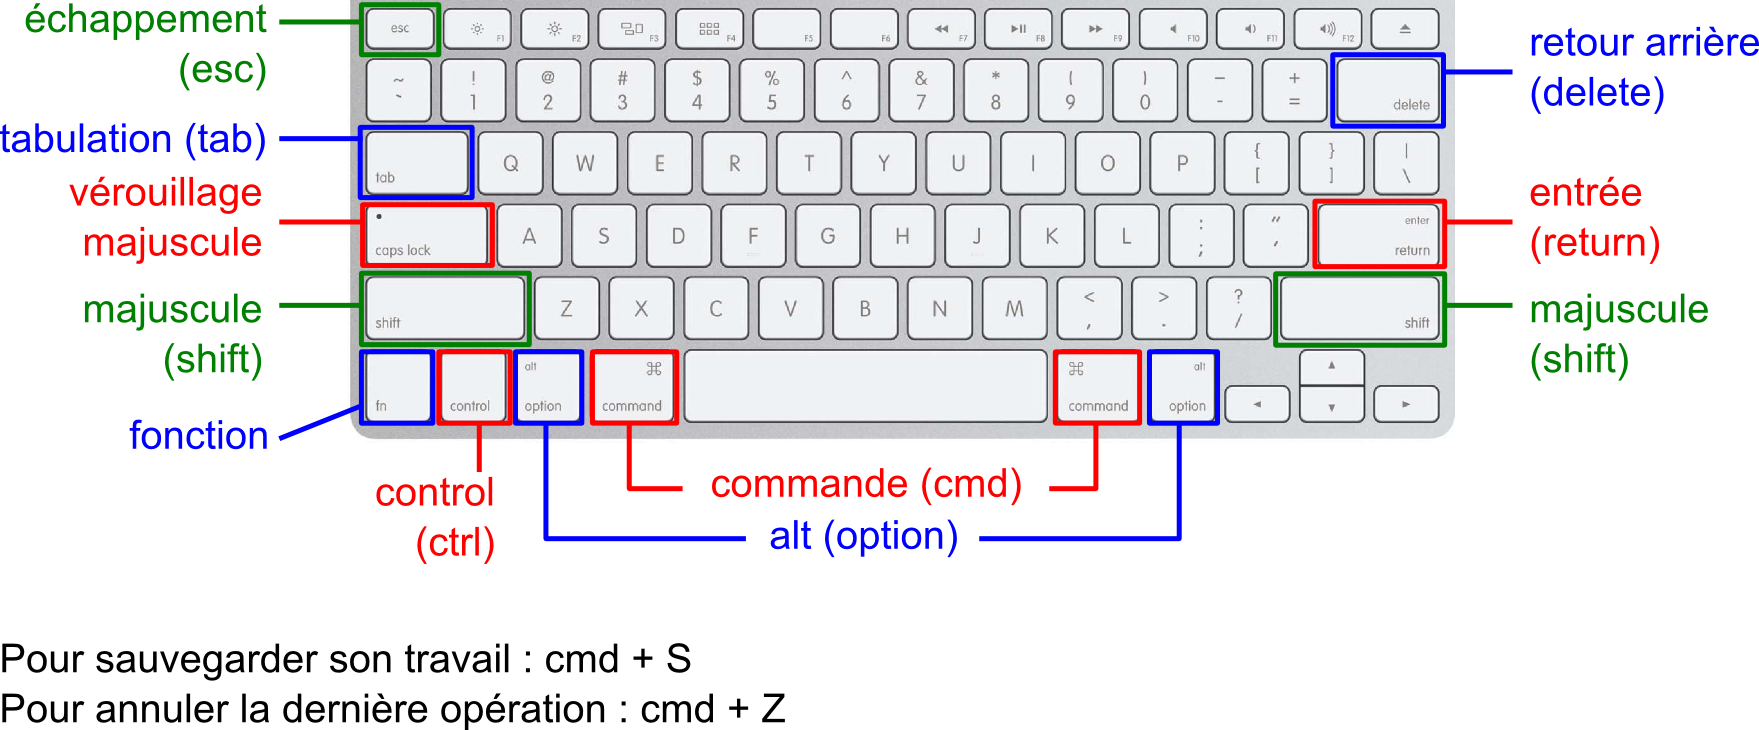 échappement
(esc)
tabulation (tab)
vérouillage
majuscule
majuscule
(shift)
fonction
esc F1 F2 F3 F4 F5 F6 F7 F8 F9 F10 F11 F12
~ ! @ # $ % ^ & * ( ) – +
` 1 2 3 4 5 6 7 8 9 0 - = delete
tab Q W E R T Y U I O P { [ } ] | \
caps lock A S D F G H J K L : ; " ' enter return
shift Z X C V B N M < , > . ? / shift
fn control alt option ⌘ command ⌘ command alt option ◄ ▲ ▼ ►
retour arrière
(delete)
entrée
(return)
majuscule
(shift)
control
(ctrl)
commande (cmd)
alt (option)
Pour sauvegarder son travail : cmd + S
Pour annuler la dernière opération : cmd + Z